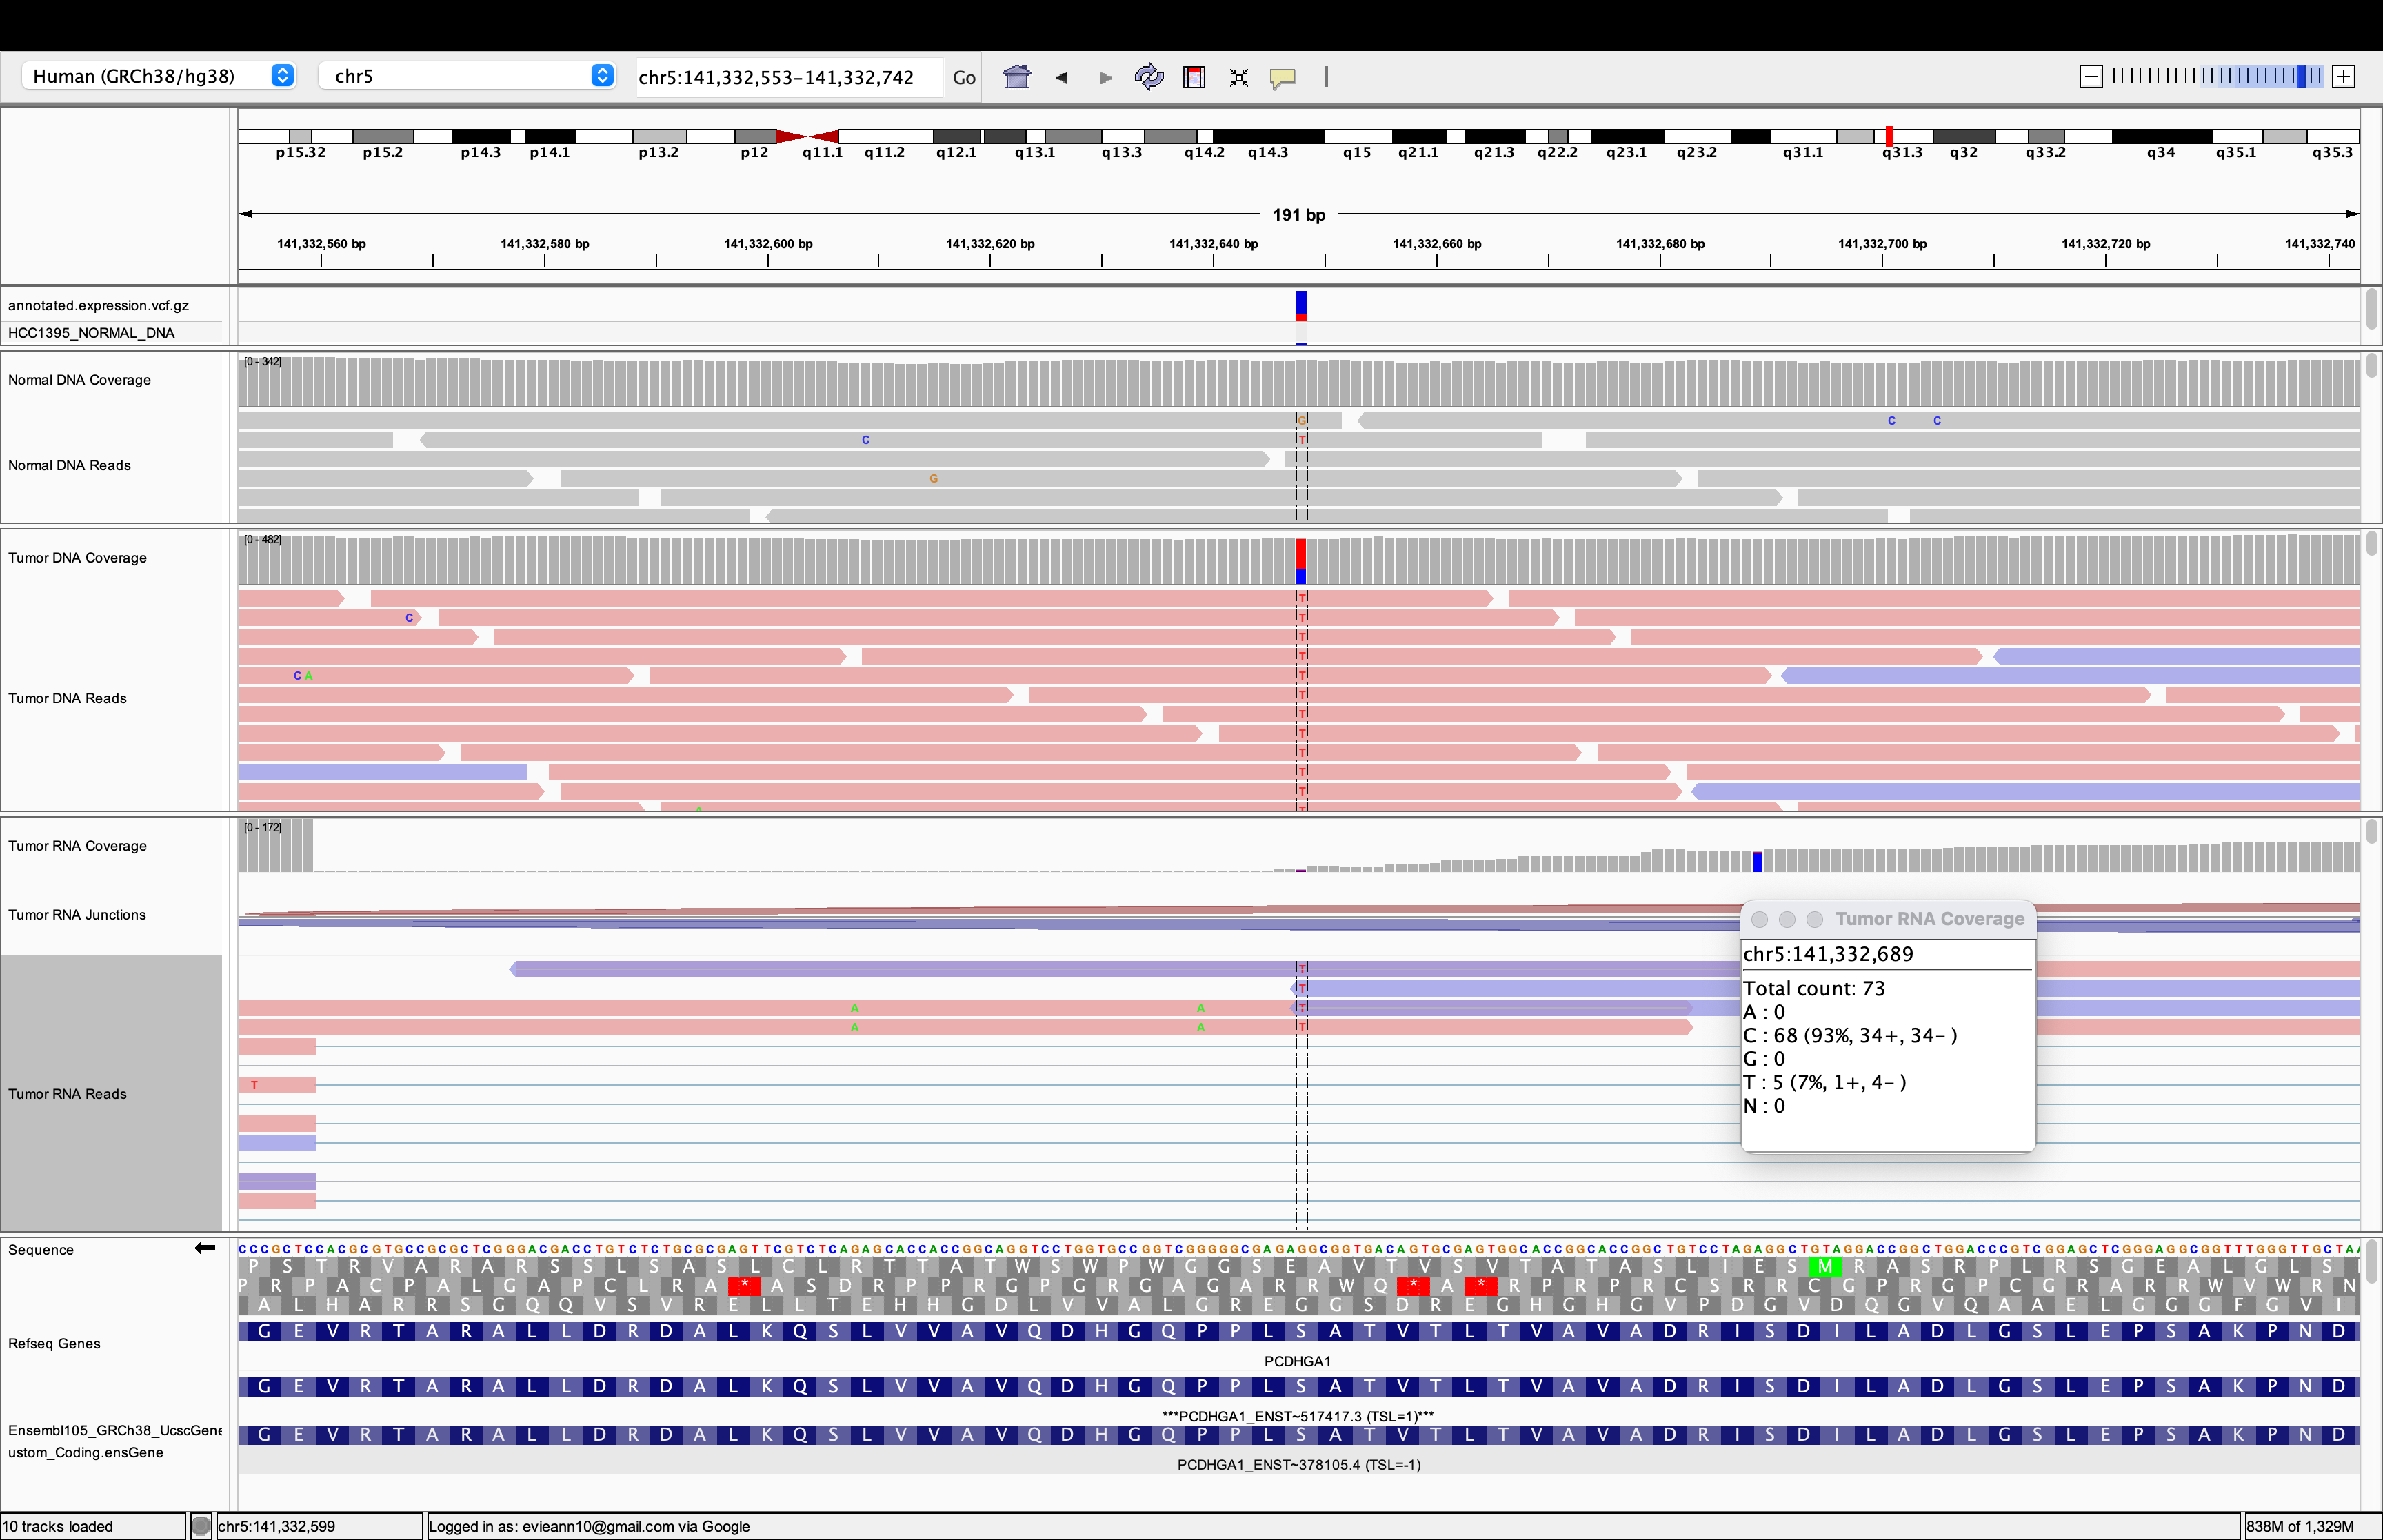 Human (GRCh38/hg38) chr5 chr5:141,332,553-141,332,742 Go
p15.32 p15.2 p14.3 p14.1 p13.2 p12 q11.1 q11.2 q12.1 q13.1 q13.3 q14.2 q14.3 q15 q21.1 q21.3 q22.2 q23.1 q23.2 q31.1 q31.3 q32 q33.2 q34 q35.1 q35.3
191 bp
141,332,560 bp 141,332,580 bp 141,332,600 bp 141,332,620 bp 141,332,640 bp 141,332,660 bp 141,332,680 bp 141,332,700 bp 141,332,720 bp 141,332,740
annotated.expression.vcf.gz
HCC1395_NORMAL_DNA
[0 - 342]
Normal DNA Coverage
G C C
C T
Normal DNA Reads
G
[0 - 482]
Tumor DNA Coverage
T
C T
T
T
C A T
Tumor DNA Reads
T
T
T
T
T
T
[0 - 172]
Tumor RNA Coverage
Tumor RNA Junctions
Tumor RNA Coverage
chr5:141,332,689
Total count: 73
A : 0
C : 68 (93%, 34+, 34- )
G : 0
T : 5 (7%, 1+, 4- )
N : 0
T
T
A A T
A A T
T
Tumor RNA Reads
Sequence
P S T R V A R A R S S L S A S L C L R T T A T W S W P W G G S E A V T V S V T A T A S L I E S M R A S R P L R S G E A L G L S
P R P A C P A L G A P C L R A * A S D R P P R G P G R G A G A R R W Q * A * R P R P R C S R R C G P R G P C G R A R R W V W R N
A L H A R R S G Q Q V S V R E L L T E H H G D L V V A L G R E G G S D R E G H G H G V P D G V D Q G V Q A A E L G G G F G V I
Refseq Genes
G E V R T A R A L L D R D A L K Q S L V V A V Q D H G Q P P L S A T V T L T V A V A D R I S D I L A D L G S L E P S A K P N D
PCDHGA1
G E V R T A R A L L D R D A L K Q S L V V A V Q D H G Q P P L S A T V T L T V A V A D R I S D I L A D L G S L E P S A K P N D
***PCDHGA1_ENST~517417.3 (TSL=1)***
Ensembl105_GRCh38_UcscGene
ustom_Coding.ensGene
G E V R T A R A L L D R D A L K Q S L V V A V Q D H G Q P P L S A T V T L T V A V A D R I S D I L A D L G S L E P S A K P N D
PCDHGA1_ENST~378105.4 (TSL=-1)
10 tracks loaded chr5:141,332,599 Logged in as: evieann10@gmail.com via Google 838M of 1,329M